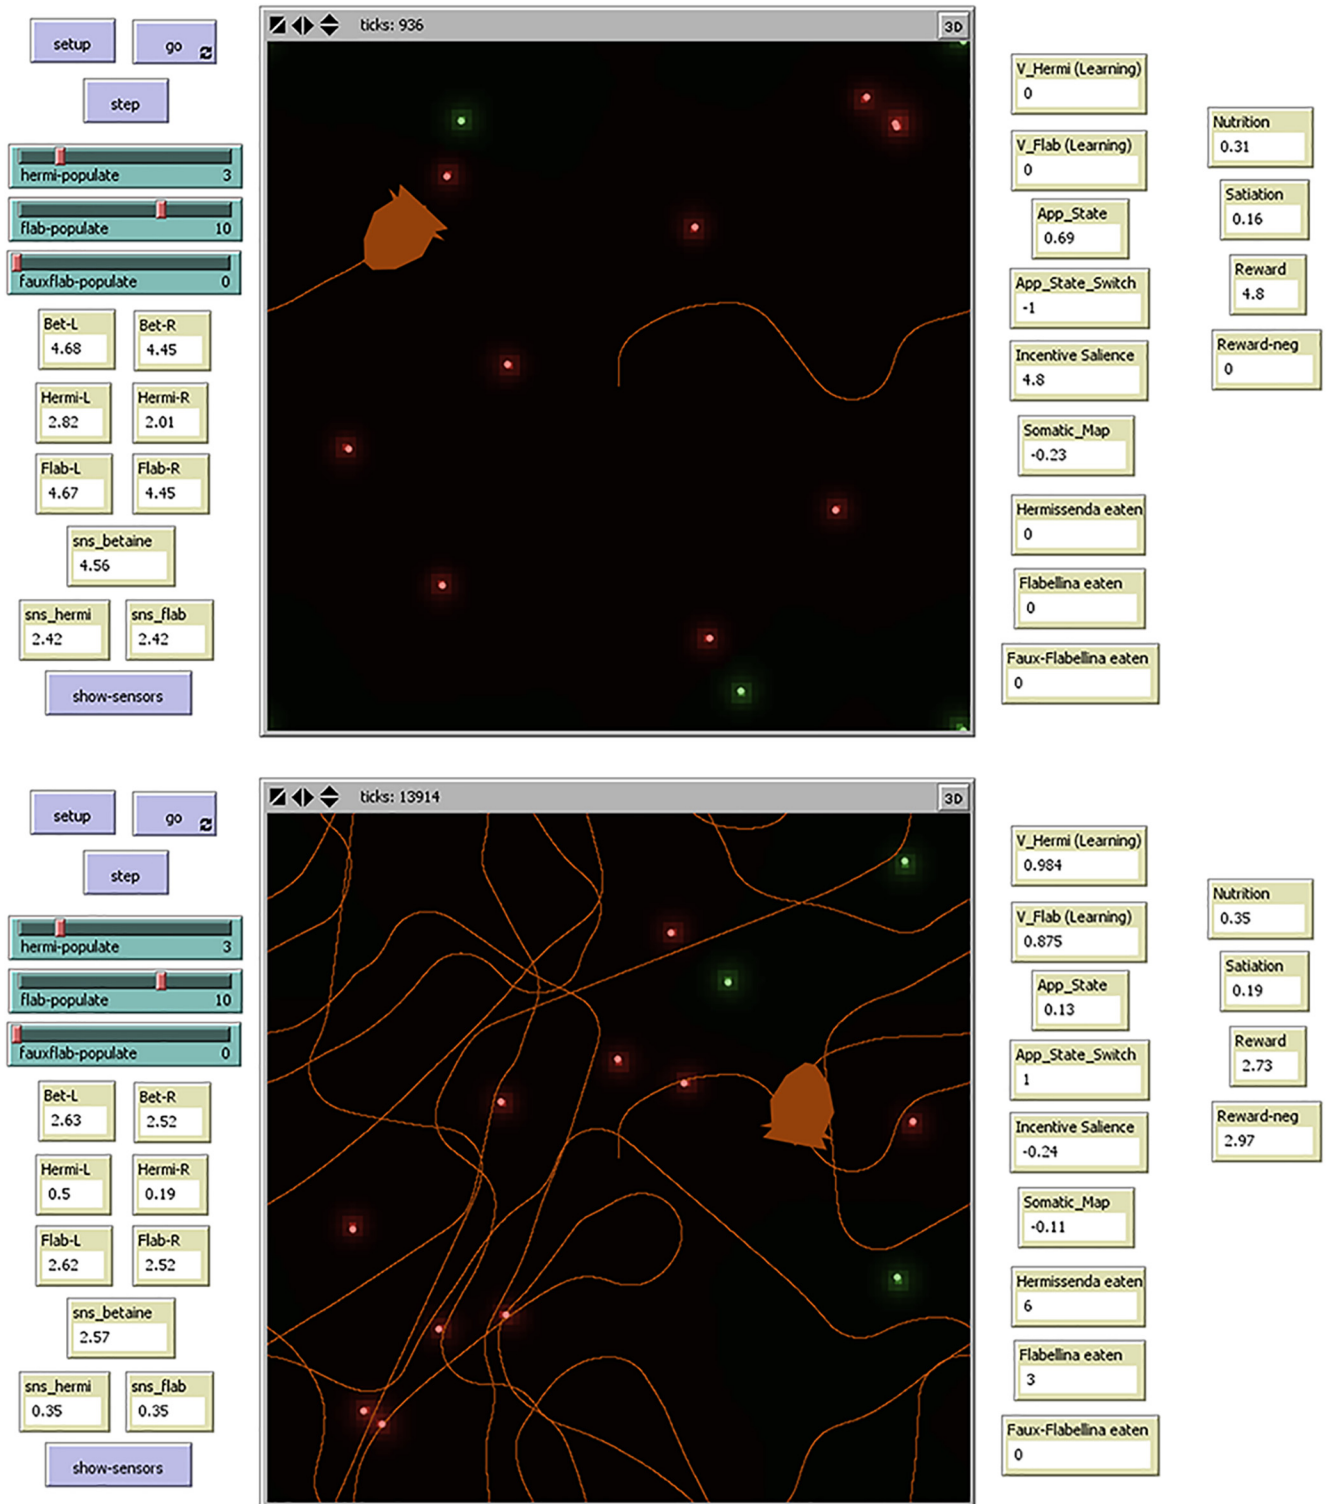 setup
go
step
hermi-populate 3
flab-populate 10
fauxflab-populate 0
Bet-L
4.68
Bet-R
4.45
Hermi-L
2.82
Hermi-R
2.01
Flab-L
4.67
Flab-R
4.45
sns_betaine
4.56
sns_hermi
2.42
sns_flab
2.42
show-sensors
ticks: 936
3D
V_Hermi (Learning)
0
V_Flab (Learning)
0
App_State
0.69
App_State_Switch
-1
Incentive Salience
4.8
Somatic_Map
-0.23
Hermissenda eaten
0
Flabellina eaten
0
Faux-Flabellina eaten
0
Nutrition
0.31
Satiation
0.16
Reward
4.8
Reward-neg
0
setup
go
step
hermi-populate 3
flab-populate 10
fauxflab-populate 0
Bet-L
2.63
Bet-R
2.52
Hermi-L
0.5
Hermi-R
0.19
Flab-L
2.62
Flab-R
2.52
sns_betaine
2.57
sns_hermi
0.35
sns_flab
0.35
show-sensors
ticks: 13914
3D
V_Hermi (Learning)
0.984
V_Flab (Learning)
0.875
App_State
0.13
App_State_Switch
1
Incentive Salience
-0.24
Somatic_Map
-0.11
Hermissenda eaten
6
Flabellina eaten
3
Faux-Flabellina eaten
0
Nutrition
0.35
Satiation
0.19
Reward
2.73
Reward-neg
2.97